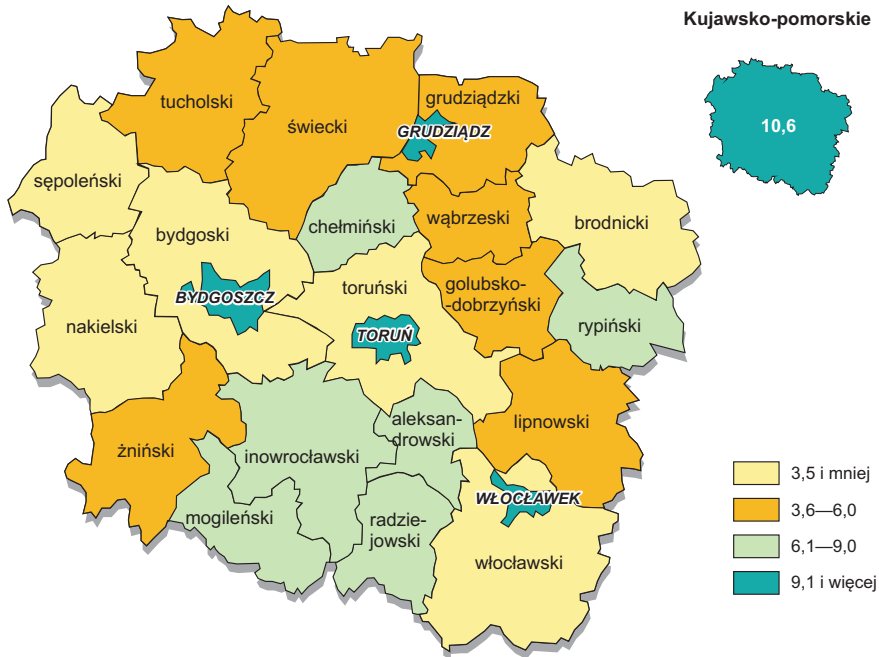 Kujawsko-pomorskie
10,6
tucholski
świecki
grudziądzki
GRUDZIĄDZ
sępoleński
chełmiński
wąbrzeski
brodnicki
bydgoski
BYDGOSZCZ
toruński
golubsko-
-dobrzyński
nakielski
TORUŃ
rypiński
żniński
inowrocławski
aleksan-
drowski
lipnowski
mogileński
radzie-
jowski
WŁOCŁAWEK
włocławski
3,5 i mniej
3,6—6,0
6,1—9,0
9,1 i więcej